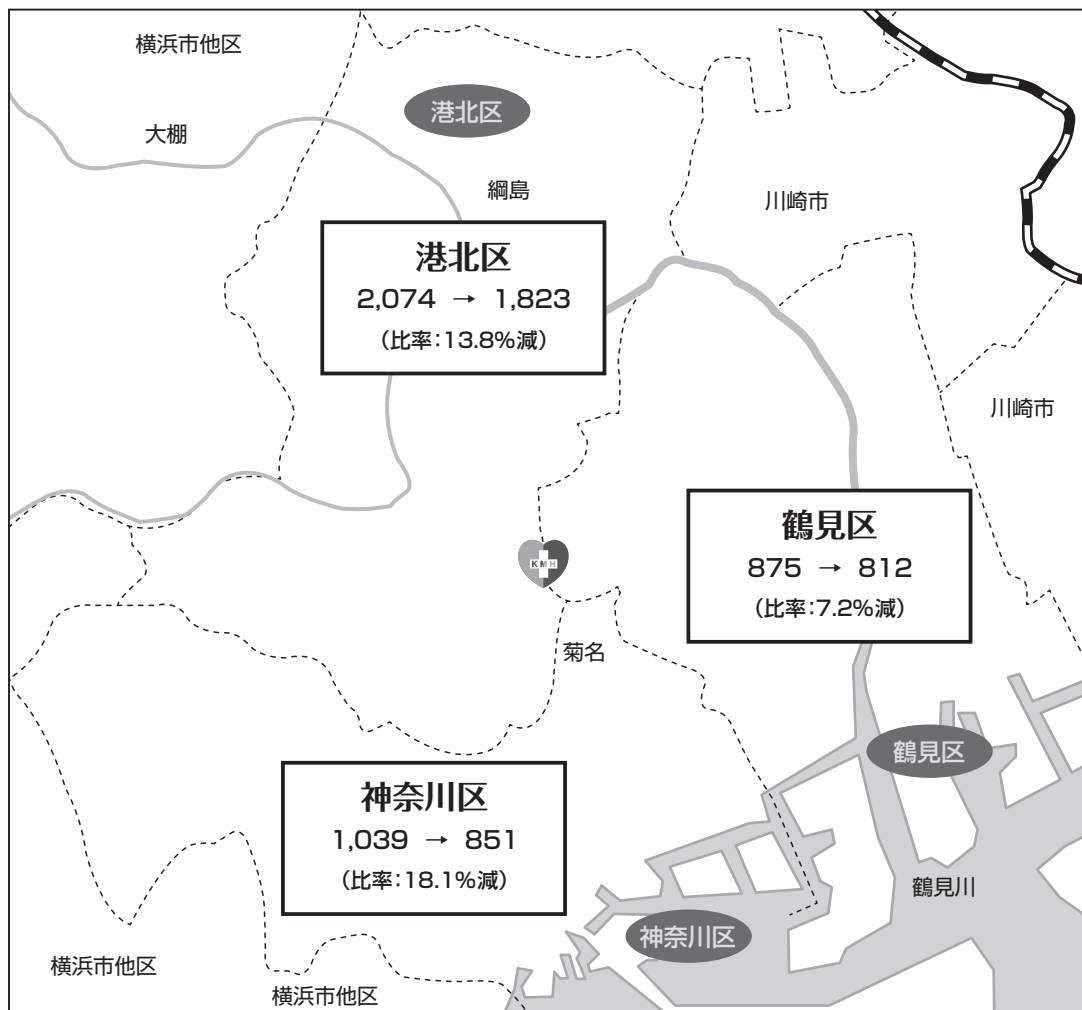 横浜市他区
港北区
大棚
綱島
川崎市
港北区
2,074 → 1,823
(比率:13.8%減)
川崎市
鶴見区
875 → 812
(比率:7.2%減)
KMH
菊名
鶴見区
神奈川区
1,039 → 851
(比率:18.1%減)
鶴見川
神奈川区
横浜市他区
横浜市他区